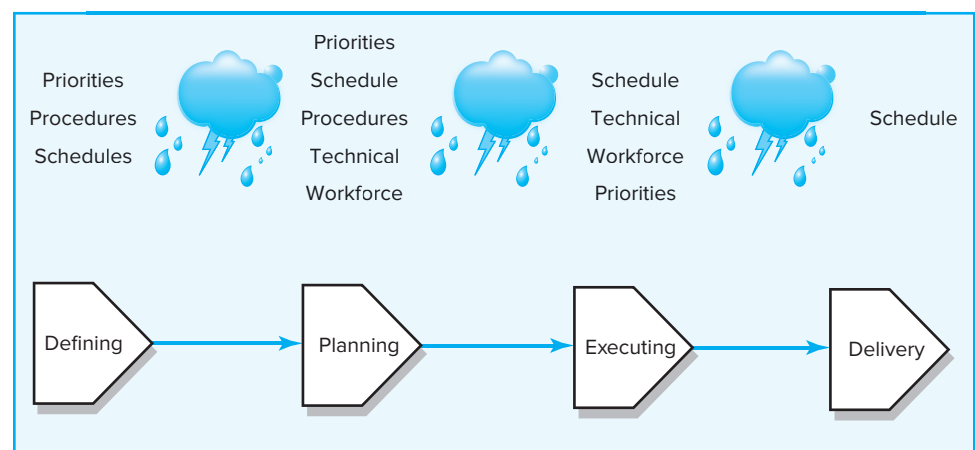 Priorities
Procedures
Schedules
Priorities
Schedule
Procedures
Technical
Workforce
Schedule
Technical
Workforce
Priorities
Schedule
Defining
Planning
Executing
Delivery